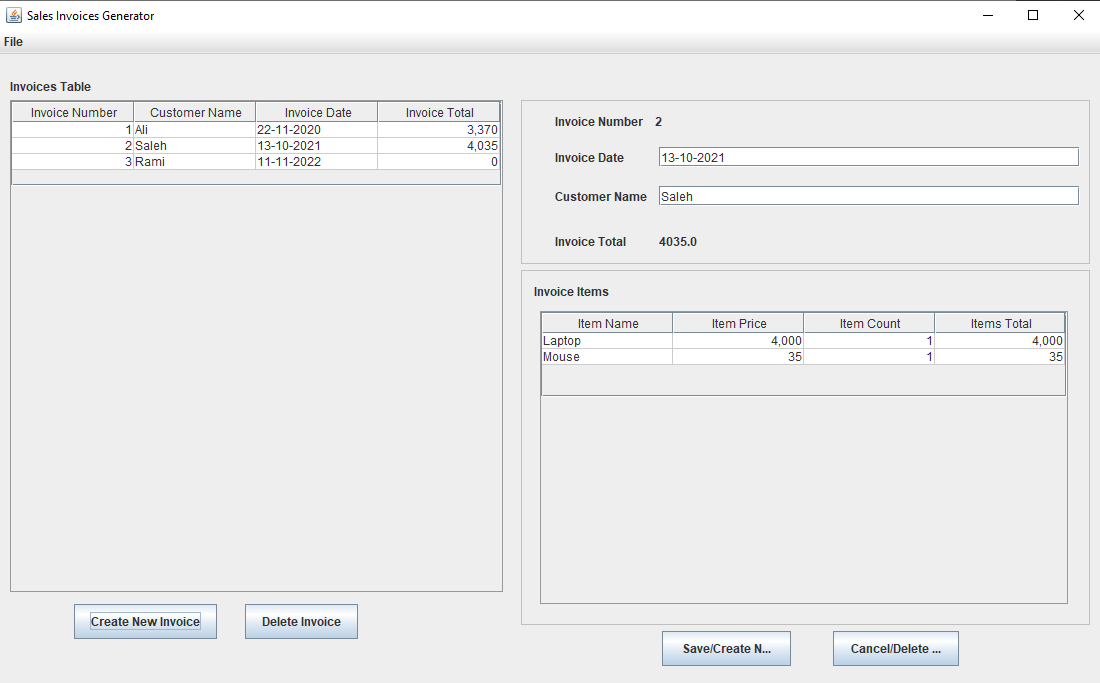 Sales Invoices Generator
File
Invoices Table
Invoice Number Customer Name Invoice Date Invoice Total
1 Ali 22-11-2020 3,370
2 Saleh 13-10-2021 4,035
3 Rami 11-11-2022 0
Create New Invoice Delete Invoice
Invoice Number 2
Invoice Date 13-10-2021
Customer Name Saleh
Invoice Total 4035.0
Invoice Items
Item Name Item Price Item Count Items Total
Laptop 4,000 1 4,000
Mouse 35 1 35
Save/Create N... Cancel/Delete ...